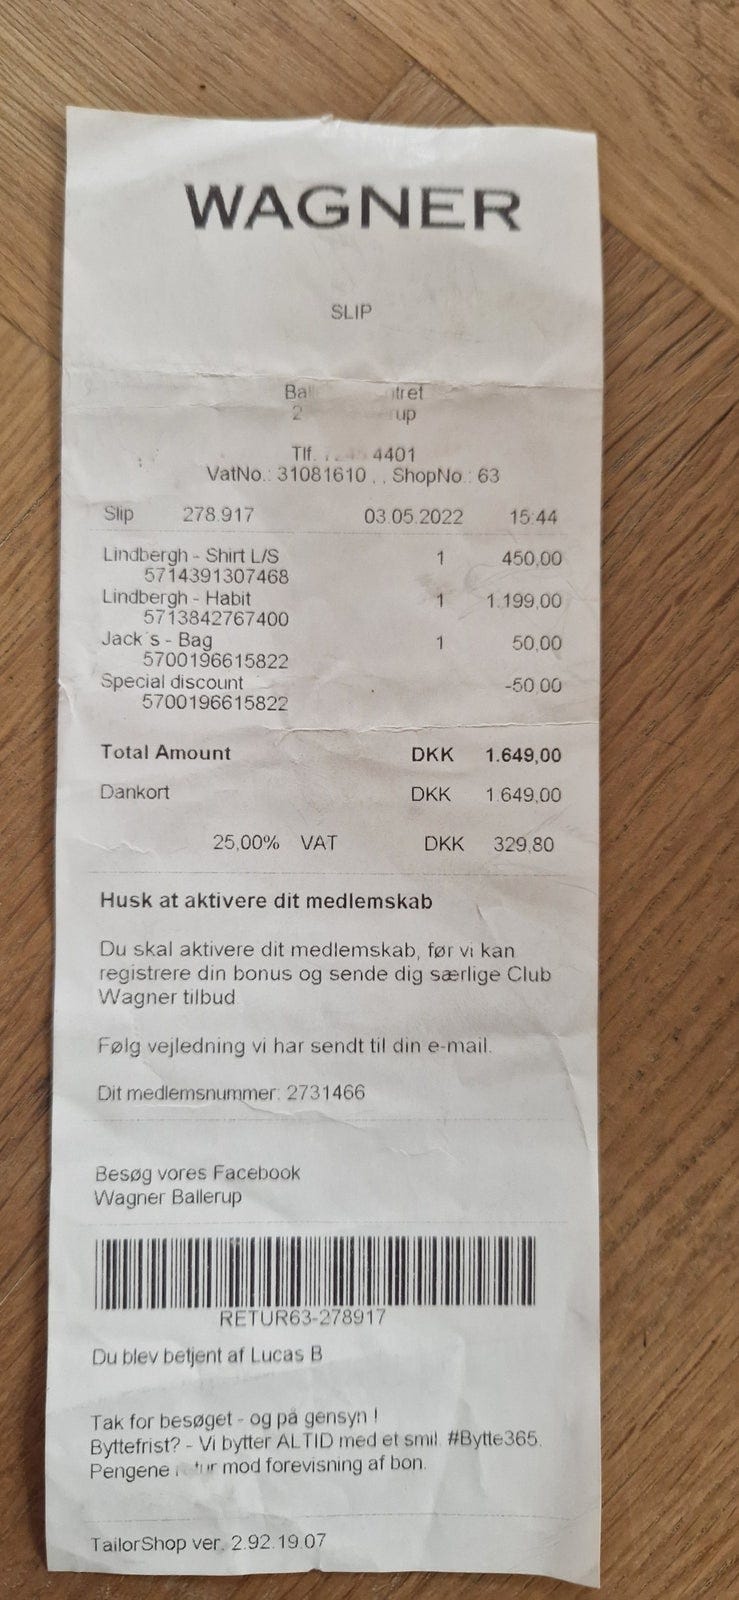 WAGNER
SLIP
2
Tlf. 4401
VatNo.: 31081610 , , ShopNo.: 63
Slip 278.917 03.05.2022 15:44
Lindbergh - Shirt L/S 1 450,00
5714391307468
Lindbergh - Habit 1 1.199,00
5713842767400
Jack´s - Bag 1 50,00
5700196615822
Special discount -50,00
5700196615822
Total Amount DKK 1.649,00
Dankort DKK 1.649,00
25,00% VAT DKK 329,80
Husk at aktivere dit medlemskab
Du skal aktivere dit medlemskab, før vi kan
registrere din bonus og sende dig særlige Club
Wagner tilbud.
Følg vejledning vi har sendt til din e-mail.
Dit medlemsnummer: 2731466
Besøg vores Facebook
Wagner Ballerup
RETUR63-278917
Du blev betjent af Lucas B
Tak for besøget - og på gensyn !
Byttefrist? - Vi bytter ALTID med et smil. #Bytte365.
Pengene mod forevisning af bon.
TailorShop ver. 2.92.19.07